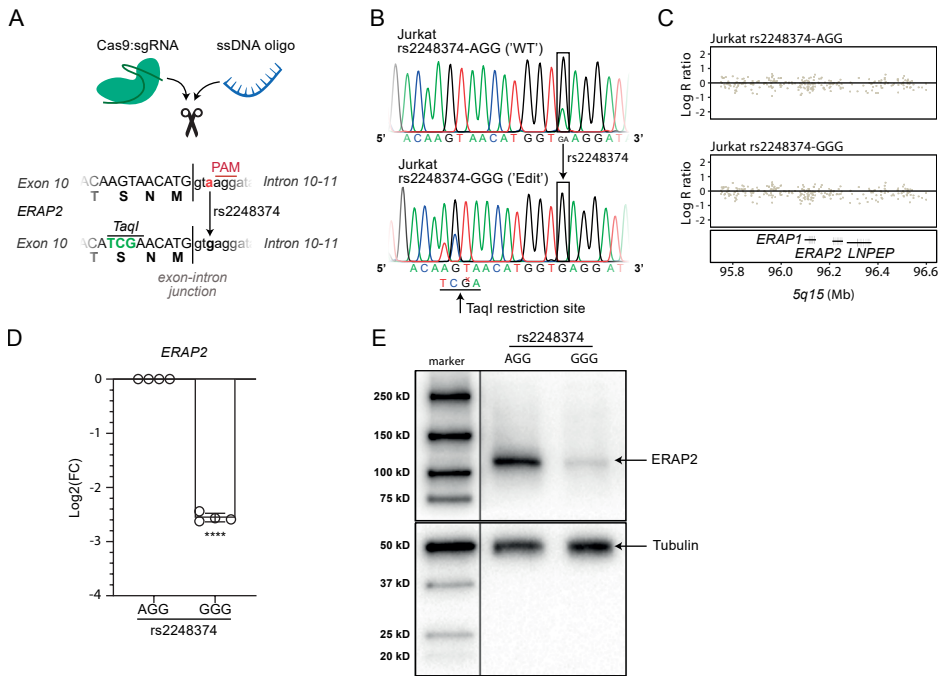 A
Cas9:sgRNA
ssDNA oligo
PAM
Exon 10
ACAAGTAACATG
gtaaggata
Intron 10-11
T S N M
ERAP2
rs2248374
TaqI
Exon 10
ACATCGAACATG
gtgaggata
Intron 10-11
T S N M
exon-intron
junction
B
Jurkat
rs2248374-AGG ('WT')
5' ACAAGTAACATGGTGAAGGAT 3'
rs2248374
Jurkat
rs2248374-GGG ('Edit')
5' ACAAGTAACATGGTGAGGAT 3'
TCGA
TaqI restriction site
C
Jurkat rs2248374-AGG
Log R ratio
2
1
0
-1
-2
Jurkat rs2248374-GGG
Log R ratio
2
1
0
-1
-2
ERAP1
ERAP2 LNPEP
95.8 96.0 96.2 96.4 96.6
5q15 (Mb)
D
ERAP2
Log2(FC)
0
-1
-2
-3
-4
****
AGG GGG
rs2248374
E
rs2248374
marker AGG GGG
250 kD
150 kD
100 kD
75 kD
ERAP2
50 kD
37 kD
25 kD
20 kD
Tubulin